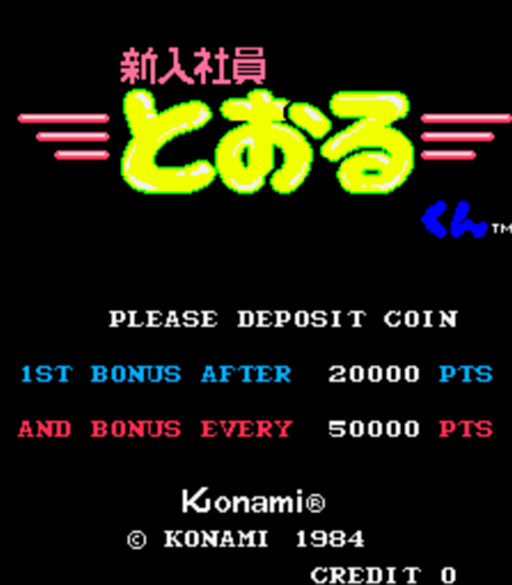 新入社員
とおる
くん™
PLEASE DEPOSIT COIN
1ST BONUS AFTER 20000 PTS
AND BONUS EVERY 50000 PTS
Konami®
© KONAMI 1984
CREDIT 0